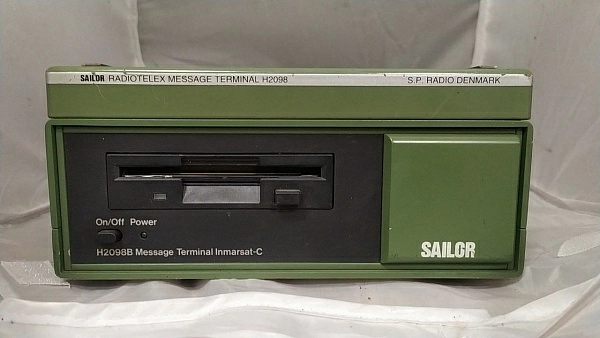 SAILOR RADIOTELEX MESSAGE TERMINAL H2098 S.P. RADIO DENMARK
On/Off Power
H2098B Message Terminal Inmarsat-C
SAILOR